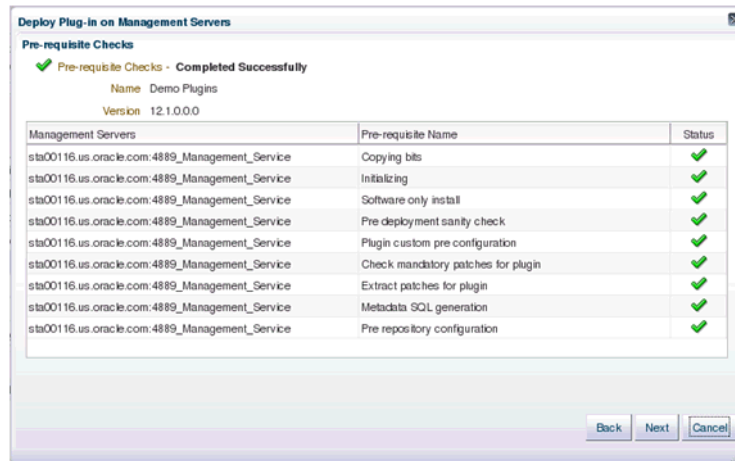 Deploy Plug-in on Management Servers
Pre-requisite Checks
Pre-requisite Checks - Completed Successfully
Name Demo Plugins
Version 12.1.0.0.0
Management Servers Pre-requisite Name Status
sta00116.us.oracle.com:4889_Management_Service Copying bits
sta00116.us.oracle.com:4889_Management_Service Initializing
sta00116.us.oracle.com:4889_Management_Service Software only install
sta00116.us.oracle.com:4889_Management_Service Pre deployment sanity check
sta00116.us.oracle.com:4889_Management_Service Plugin custom pre configuration
sta00116.us.oracle.com:4889_Management_Service Check mandatory patches for plugin
sta00116.us.oracle.com:4889_Management_Service Extract patches for plugin
sta00116.us.oracle.com:4889_Management_Service Metadata SQL generation
sta00116.us.oracle.com:4889_Management_Service Pre repository configuration
Back Next Cancel